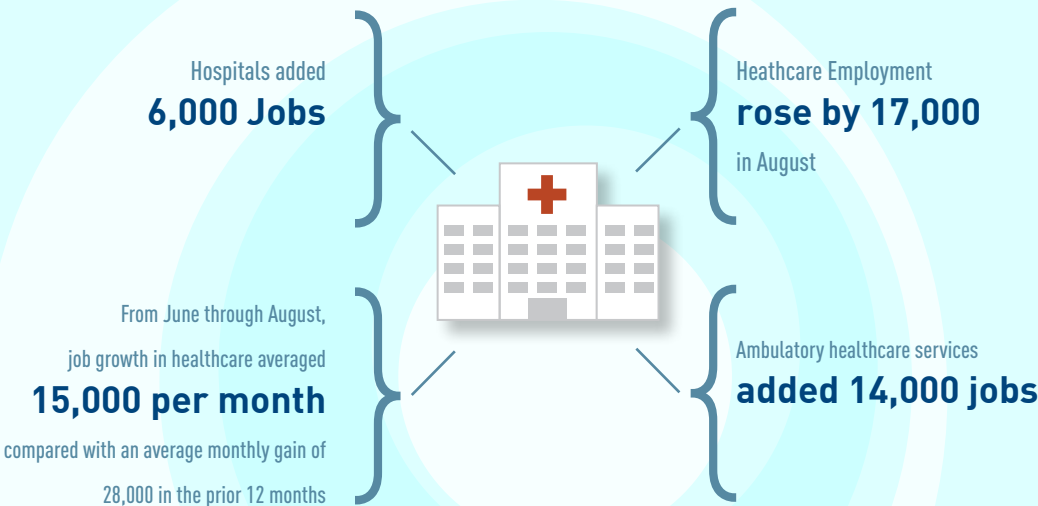 Hospitals added
6,000 Jobs
Heathcare Employment
rose by 17,000
in August
From June through August,
job growth in healthcare averaged
15,000 per month
compared with an average monthly gain of
28,000 in the prior 12 months
Ambulatory healthcare services
added 14,000 jobs